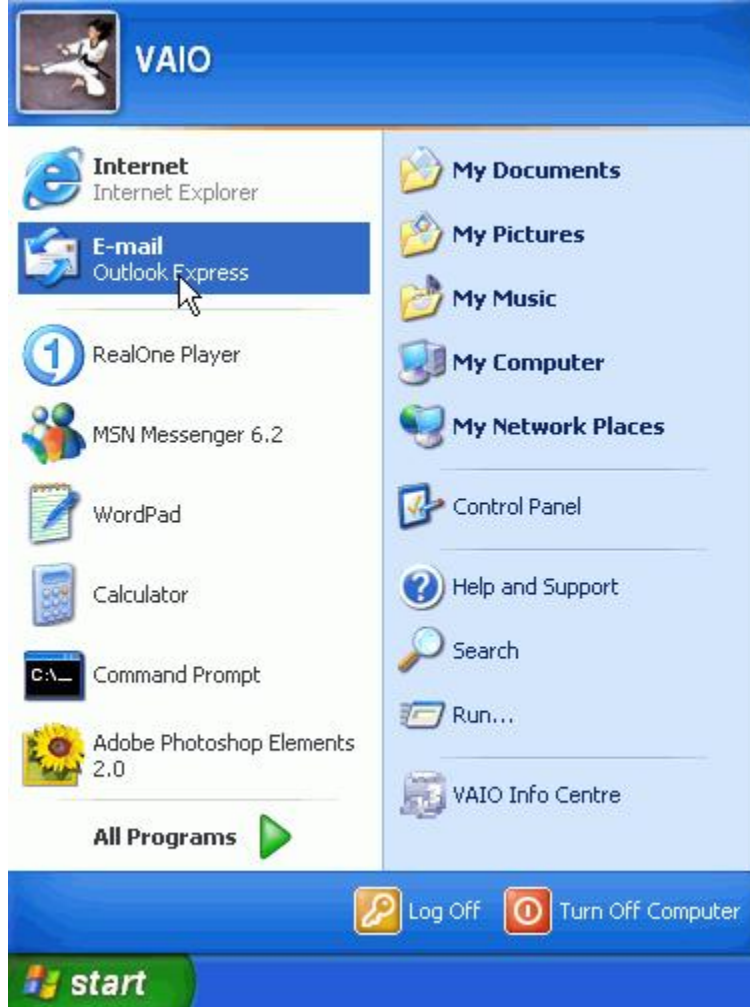 VAIO
Internet
Internet Explorer
E-mail
Outlook Express
RealOne Player
MSN Messenger 6.2
WordPad
Calculator
C:\_
Command Prompt
Adobe Photoshop Elements
2.0
All Programs
My Documents
My Pictures
My Music
My Computer
My Network Places
Control Panel
Help and Support
Search
Run...
VAIO Info Centre
Log Off
Turn Off Computer
start